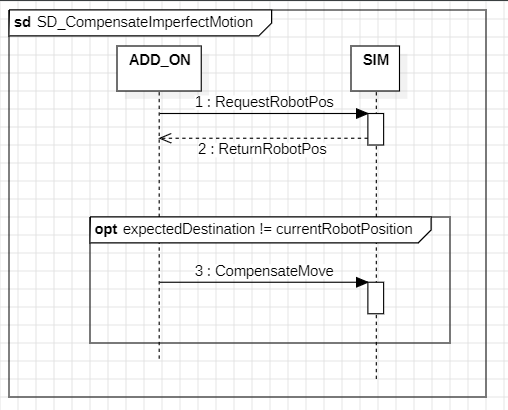 sd SD_CompensateImperfectMotion
ADD_ON
SIM
1 : RequestRobotPos
2 : ReturnRobotPos
opt expectedDestination != currentRobotPosition
3 : CompensateMove